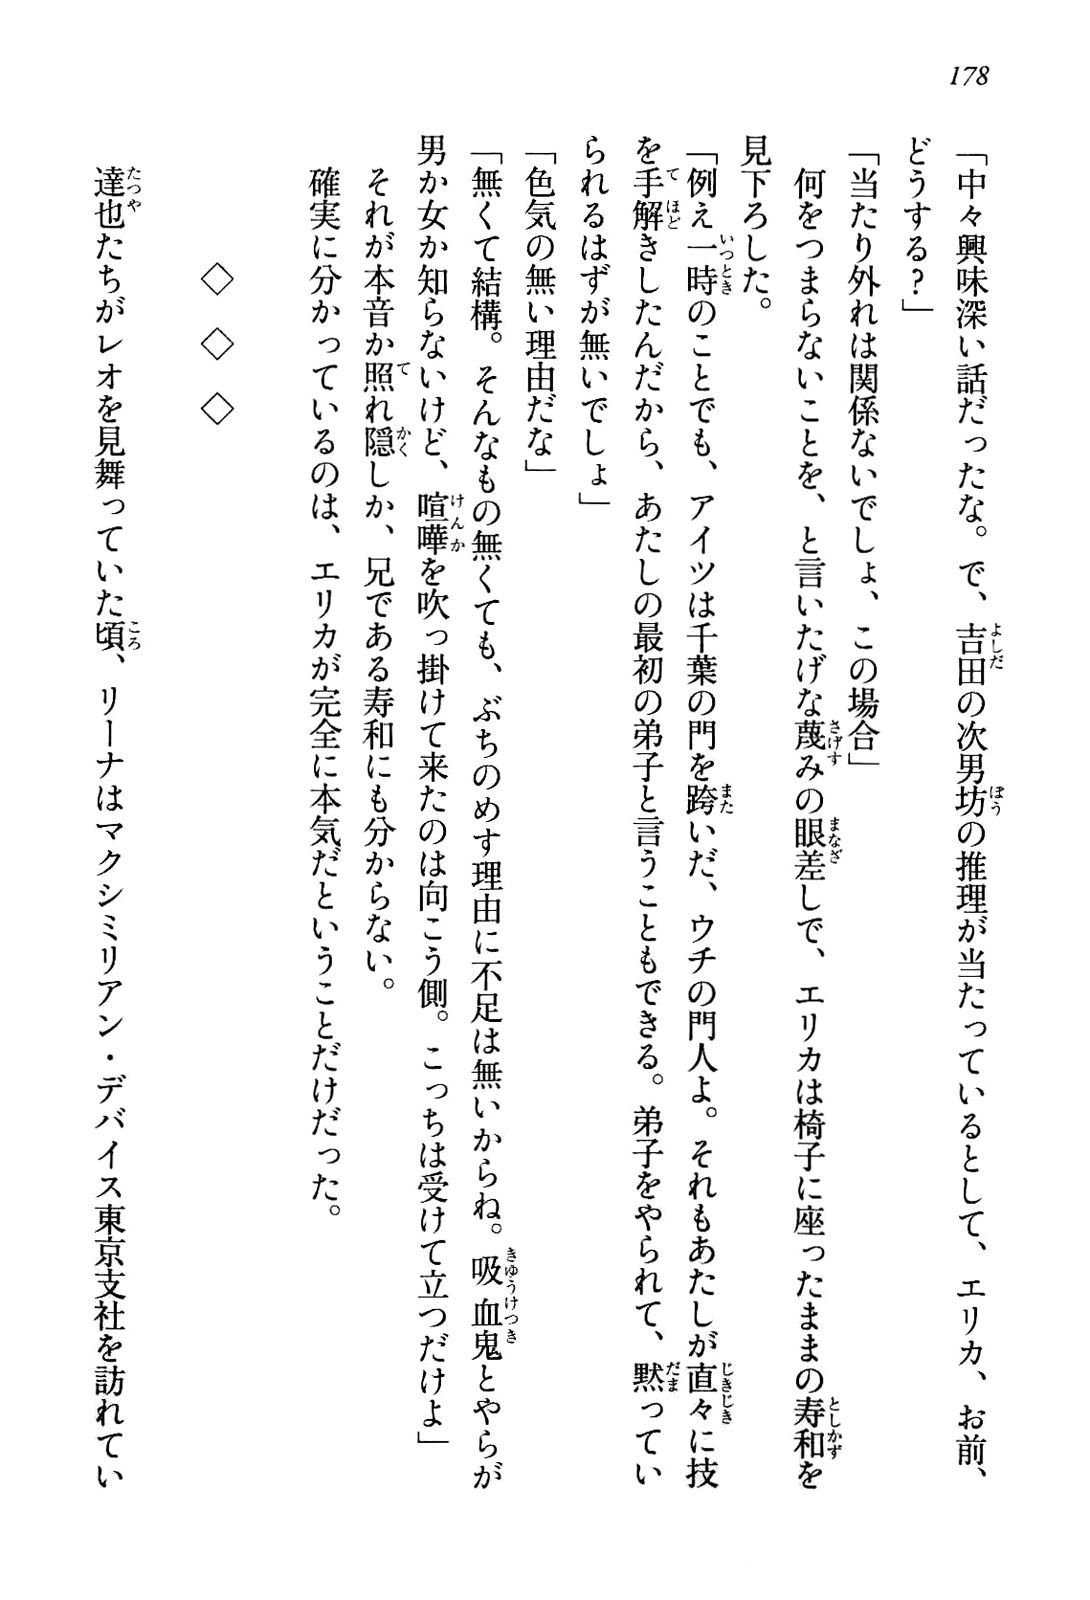 178
「中々興味深い話だったな。で、吉田の次男坊の推理が当たっているとして、エリカ、お前、
どうする？」
「当たり外れは関係ないでしょ、この場合」
何をつまらないことを、と言いたげな蔑みの眼差しで、エリカは椅子に座ったままの寿和を
見下ろした。
「例え一時のことでも、アイツは千葉の門を跨いだ、ウチの門人よ。それもあたしが直々に技
を手解きしたんだから、あたしの最初の弟子と言うこともできる。弟子をやられて、黙ってい
られるはずが無いでしょ」
「色気の無い理由だな」
「無くて結構。そんなもの無くても、ぶちのめす理由に不足は無いからね。吸血鬼とやらが
男か女か知らないけど、喧嘩を吹っ掛けて来たのは向こう側。こっちは受けて立つだけよ」
それが本音か照れ隠しか、兄である寿和にも分からない。
確実に分かっているのは、エリカが完全に本気だということだけだった。
◇　◇　◇
達也たちがレオを見舞っていた頃、リーナはマクシミリアン・デバイス東京支社を訪れてい